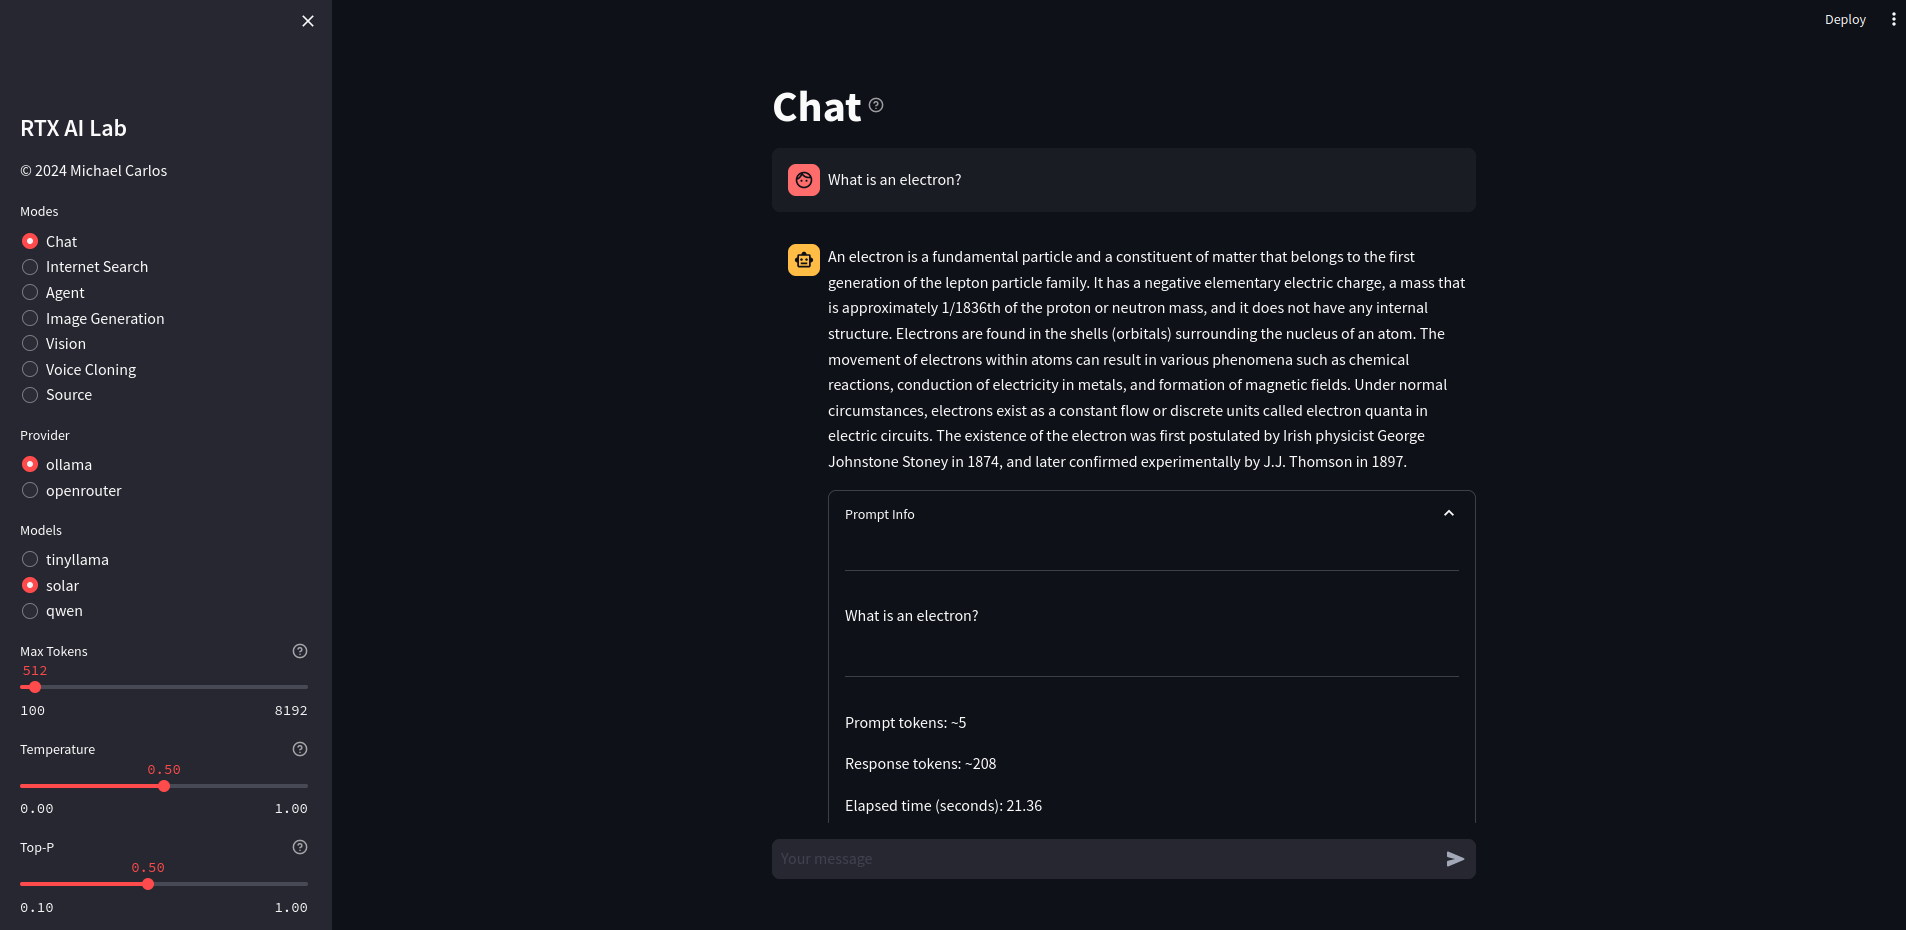 Deploy
RTX AI Lab
© 2024 Michael Carlos
Modes
Chat
Internet Search
Agent
Image Generation
Vision
Voice Cloning
Source
Provider
ollama
openrouter
Models
tinyllama
solar
qwen
Max Tokens
512
100 8192
Temperature
0.50
0.00 1.00
Top-P
0.50
0.10 1.00
Chat
What is an electron?
An electron is a fundamental particle and a constituent of matter that belongs to the first
generation of the lepton particle family. It has a negative elementary electric charge, a mass that
is approximately 1/1836th of the proton or neutron mass, and it does not have any internal
structure. Electrons are found in the shells (orbitals) surrounding the nucleus of an atom. The
movement of electrons within atoms can result in various phenomena such as chemical
reactions, conduction of electricity in metals, and formation of magnetic fields. Under normal
circumstances, electrons exist as a constant flow or discrete units called electron quanta in
electric circuits. The existence of the electron was first postulated by Irish physicist George
Johnstone Stoney in 1874, and later confirmed experimentally by J.J. Thomson in 1897.
Prompt Info
What is an electron?
Prompt tokens: ~5
Response tokens: ~208
Elapsed time (seconds): 21.36
Your message